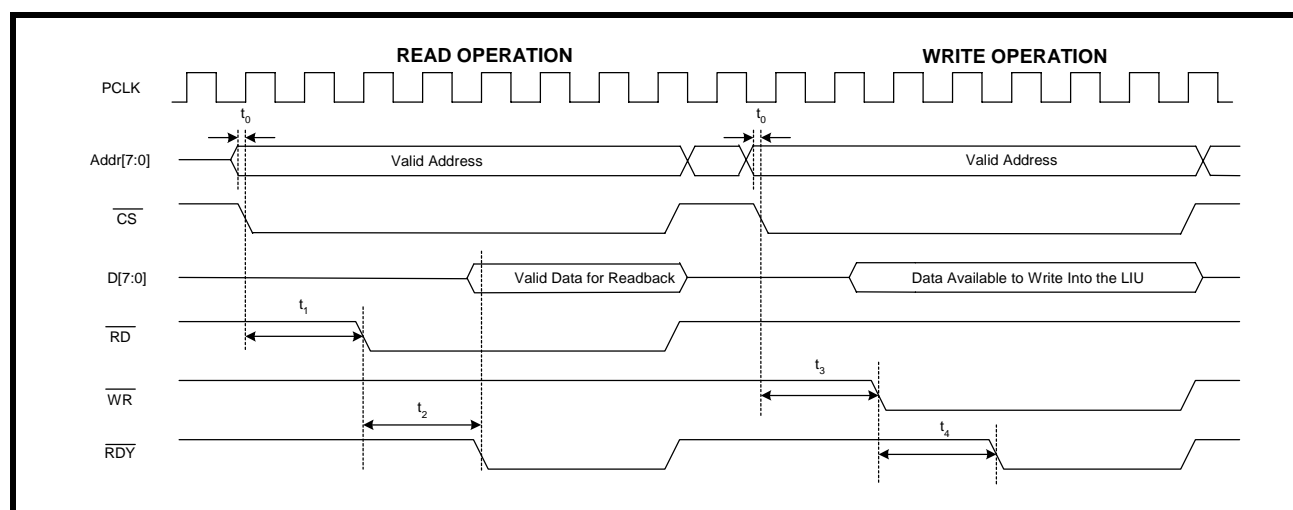 READ OPERATION WRITE OPERATION
PCLK
t0 t0
Addr[7:0] Valid Address Valid Address
CS
D[7:0] Valid Data for Readback Data Available to Write Into the LIU
t1
RD
t3
WR
t2 t4
RDY